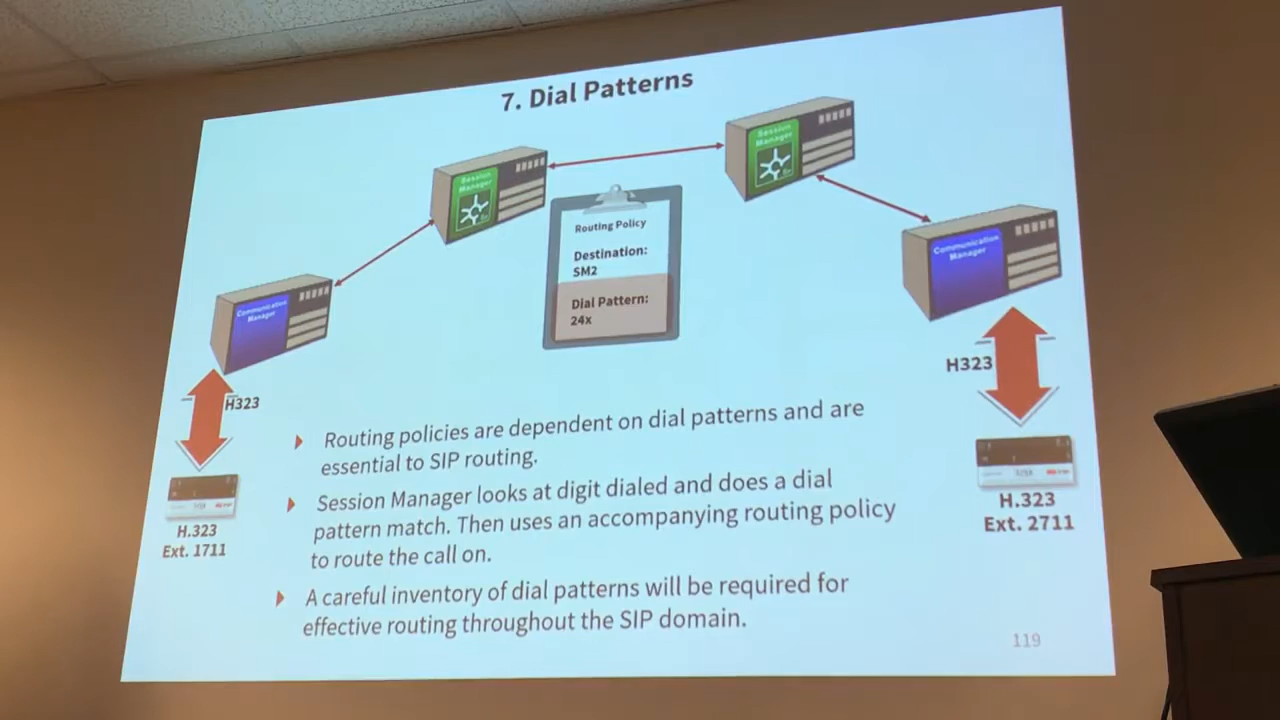 7. Dial Patterns
Session
Manager
Session
Manager
Routing Policy
Destination:
SM2
Dial Pattern:
24x
Communication
Manager
Communication
Manager
H323
H323
Routing policies are dependent on dial patterns and are
essential to SIP routing.
Session Manager looks at digit dialed and does a dial
pattern match. Then uses an accompanying routing policy
to route the call on.
A careful inventory of dial patterns will be required for
effective routing throughout the SIP domain.
H.323
Ext. 1711
H.323
Ext. 2711
119